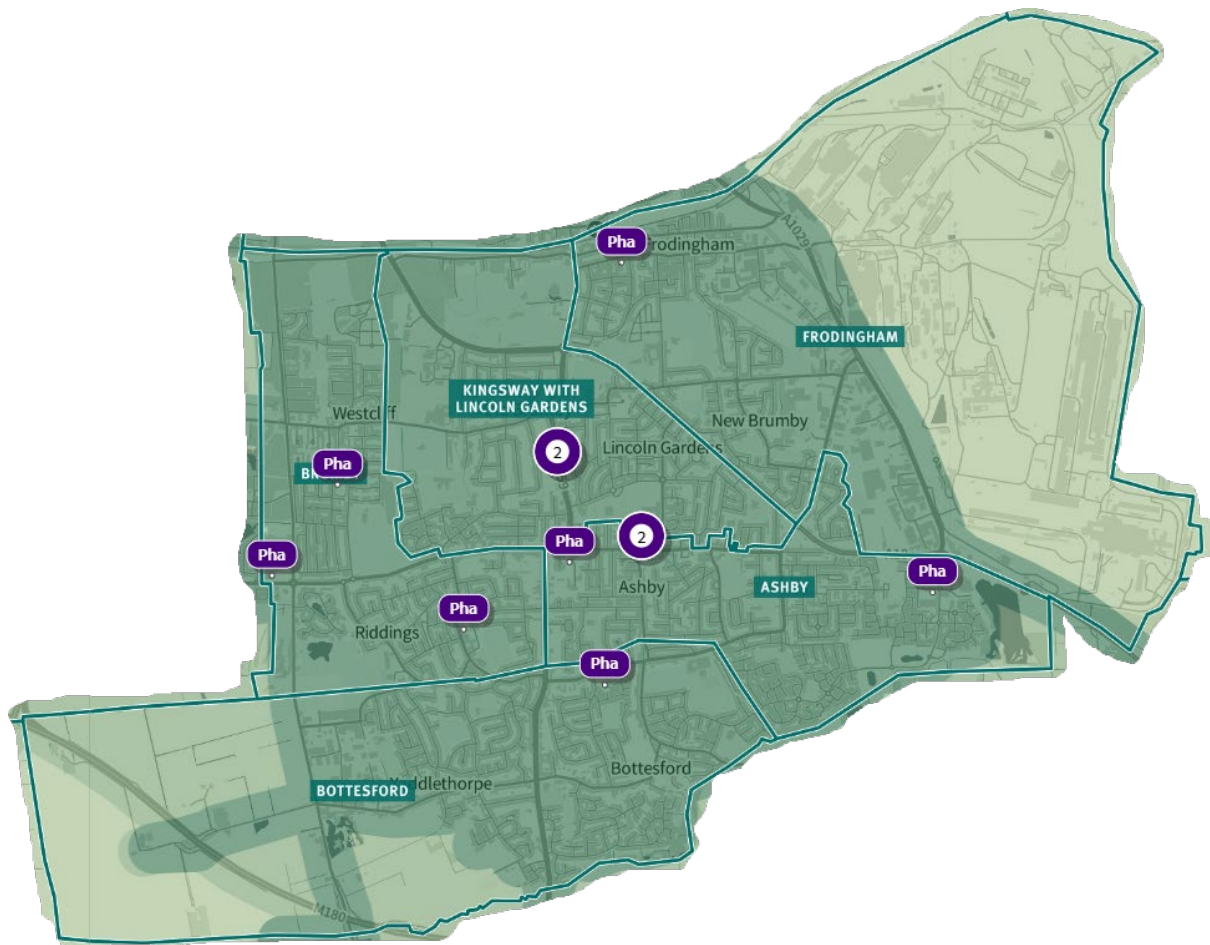 Pha
Frodingham
A1029
FRODINGHAM
KINGSWAY WITH
LINCOLN GARDENS
Westcliff
New Brumby
Lincoln Gardens
2
Pha
2
Pha
Pha
Pha
Ashby
ASHBY
Pha
Riddings
Pha
BOTTESFORD
Yaddlethorpe
Bottesford
M180